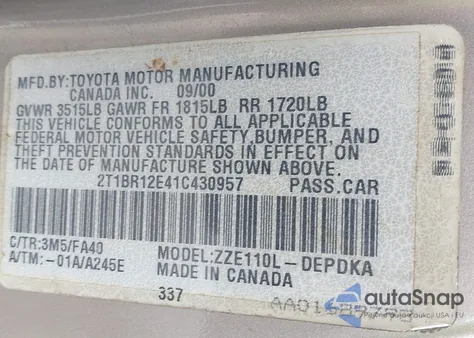 MFD.BY:TOYOTA MOTOR MANUFACTURING
CANADA INC. 09/00
GVWR 3515LB GAWR FR 1815LB RR 1720LB
THIS VEHICLE CONFORMS TO ALL APPLICABLE
FEDERAL MOTOR VEHICLE SAFETY,BUMPER, AND
THEFT PREVENTION STANDARDS IN EFFECT ON
THE DATE OF MANUFACTURE SHOWN ABOVE.
2T1BR12E41C430957 PASS.CAR
C/TR:3M5/FA40 MODEL:ZZE110L-DEPDKA
A/TM:-01A/A245E MADE IN CANADA
337
autoSnap